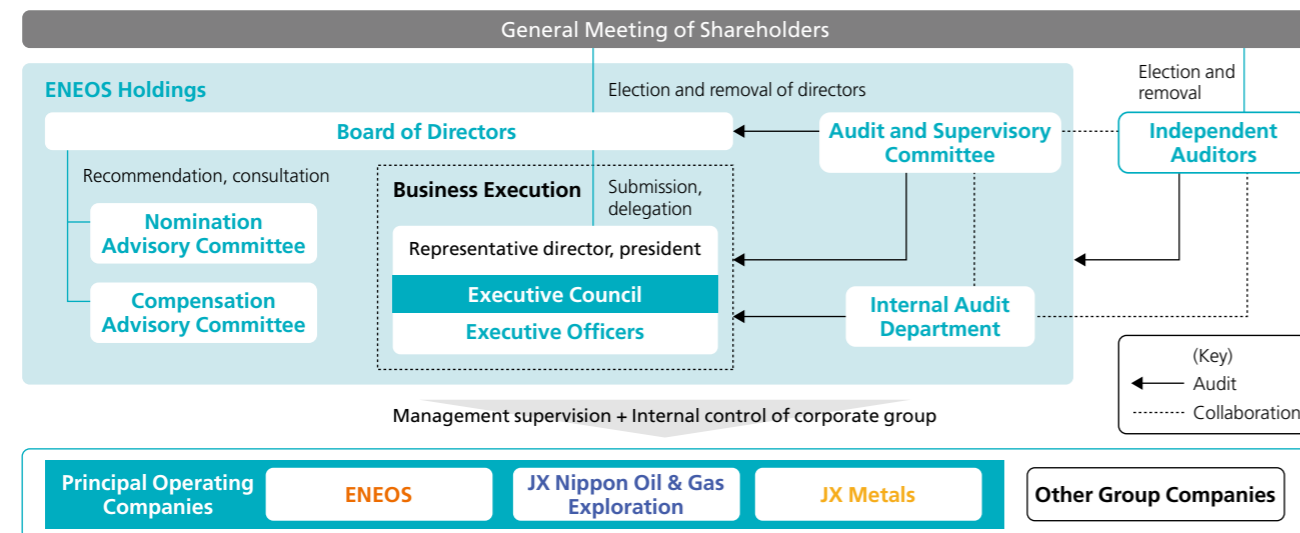 General Meeting of Shareholders
ENEOS Holdings
Election and removal of directors
Election and
removal
Board of Directors
Audit and Supervisory
Committee
Independent
Auditors
Recommendation, consultation
Nomination
Advisory Committee
Compensation
Advisory Committee
Business Execution
Submission,
delegation
Representative director, president
Executive Council
Executive Officers
Internal Audit
Department
(Key)
Audit
Collaboration
Management supervision + Internal control of corporate group
Principal Operating
Companies
ENEOS
JX Nippon Oil & Gas
Exploration
JX Metals
Other Group Companies